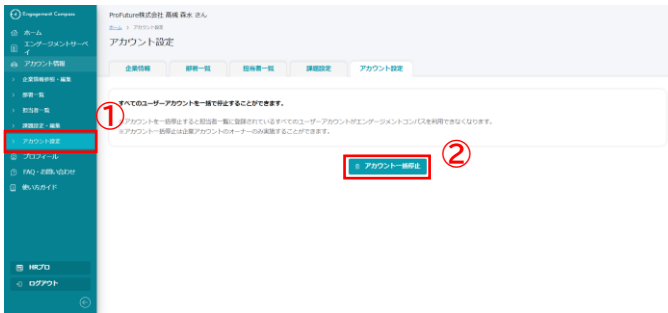 Engagement Compass
ホーム
エンゲージメントサーベイ
アカウント情報
企業情報参照・編集
部署一覧
担当者一覧
課題設定・編集
アカウント設定
プロフィール
FAQ・お問い合わせ
使い方ガイド
HRプロ
ログアウト
ProFuture株式会社 髙嶋 森水 さん
ホーム > アカウント設定
アカウント設定
企業情報 部署一覧 担当者一覧 課題設定 アカウント設定
すべてのユーザーアカウントを一括で停止することができます。
アカウントを一括停止すると担当者一覧に登録されているすべてのユーザーアカウントがエンゲージメントコンパスを利用できなくなります。
※アカウント一括停止は企業アカウントのオーナーのみ実施することができます。
アカウント一括停止
①
②